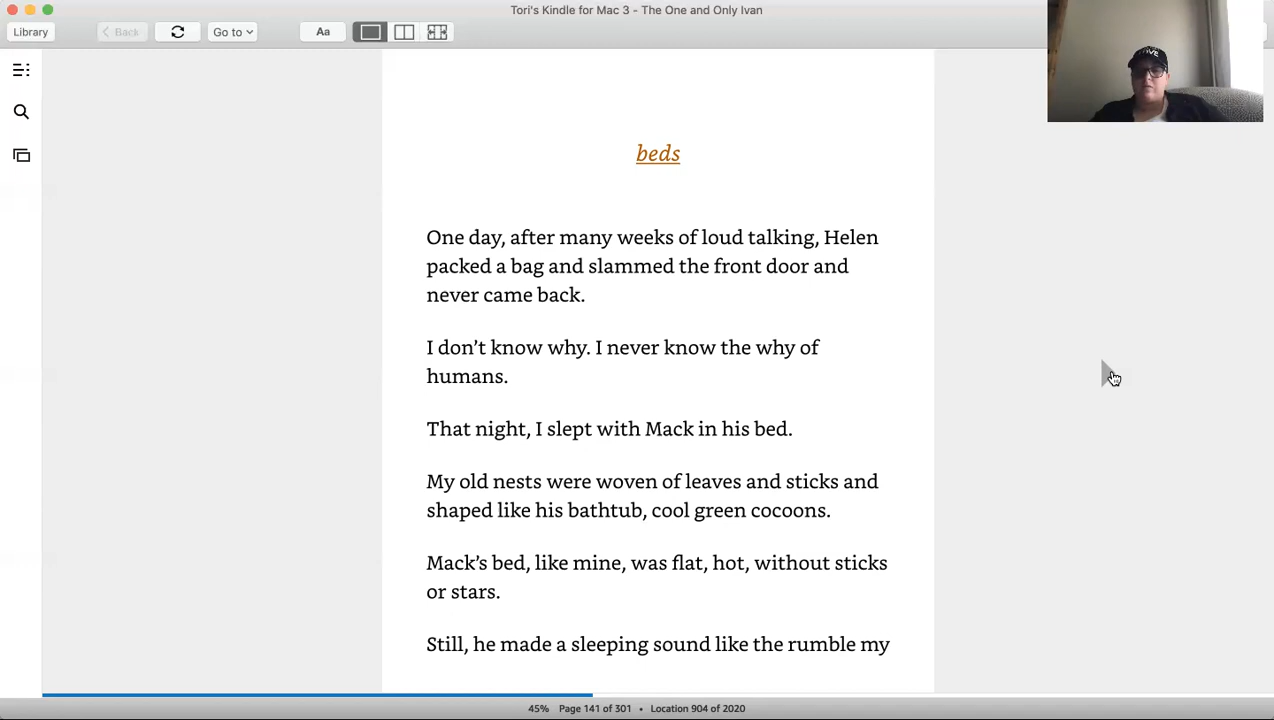 Tori's Kindle for Mac 3 - The One and Only Ivan
Library
Back
Go to
Aa
beds
One day, after many weeks of loud talking, Helen
packed a bag and slammed the front door and
never came back.
I don’t know why. I never know the why of
humans.
That night, I slept with Mack in his bed.
My old nests were woven of leaves and sticks and
shaped like his bathtub, cool green cocoons.
Mack’s bed, like mine, was flat, hot, without sticks
or stars.
Still, he made a sleeping sound like the rumble my
45% Page 141 of 301 • Location 904 of 2020